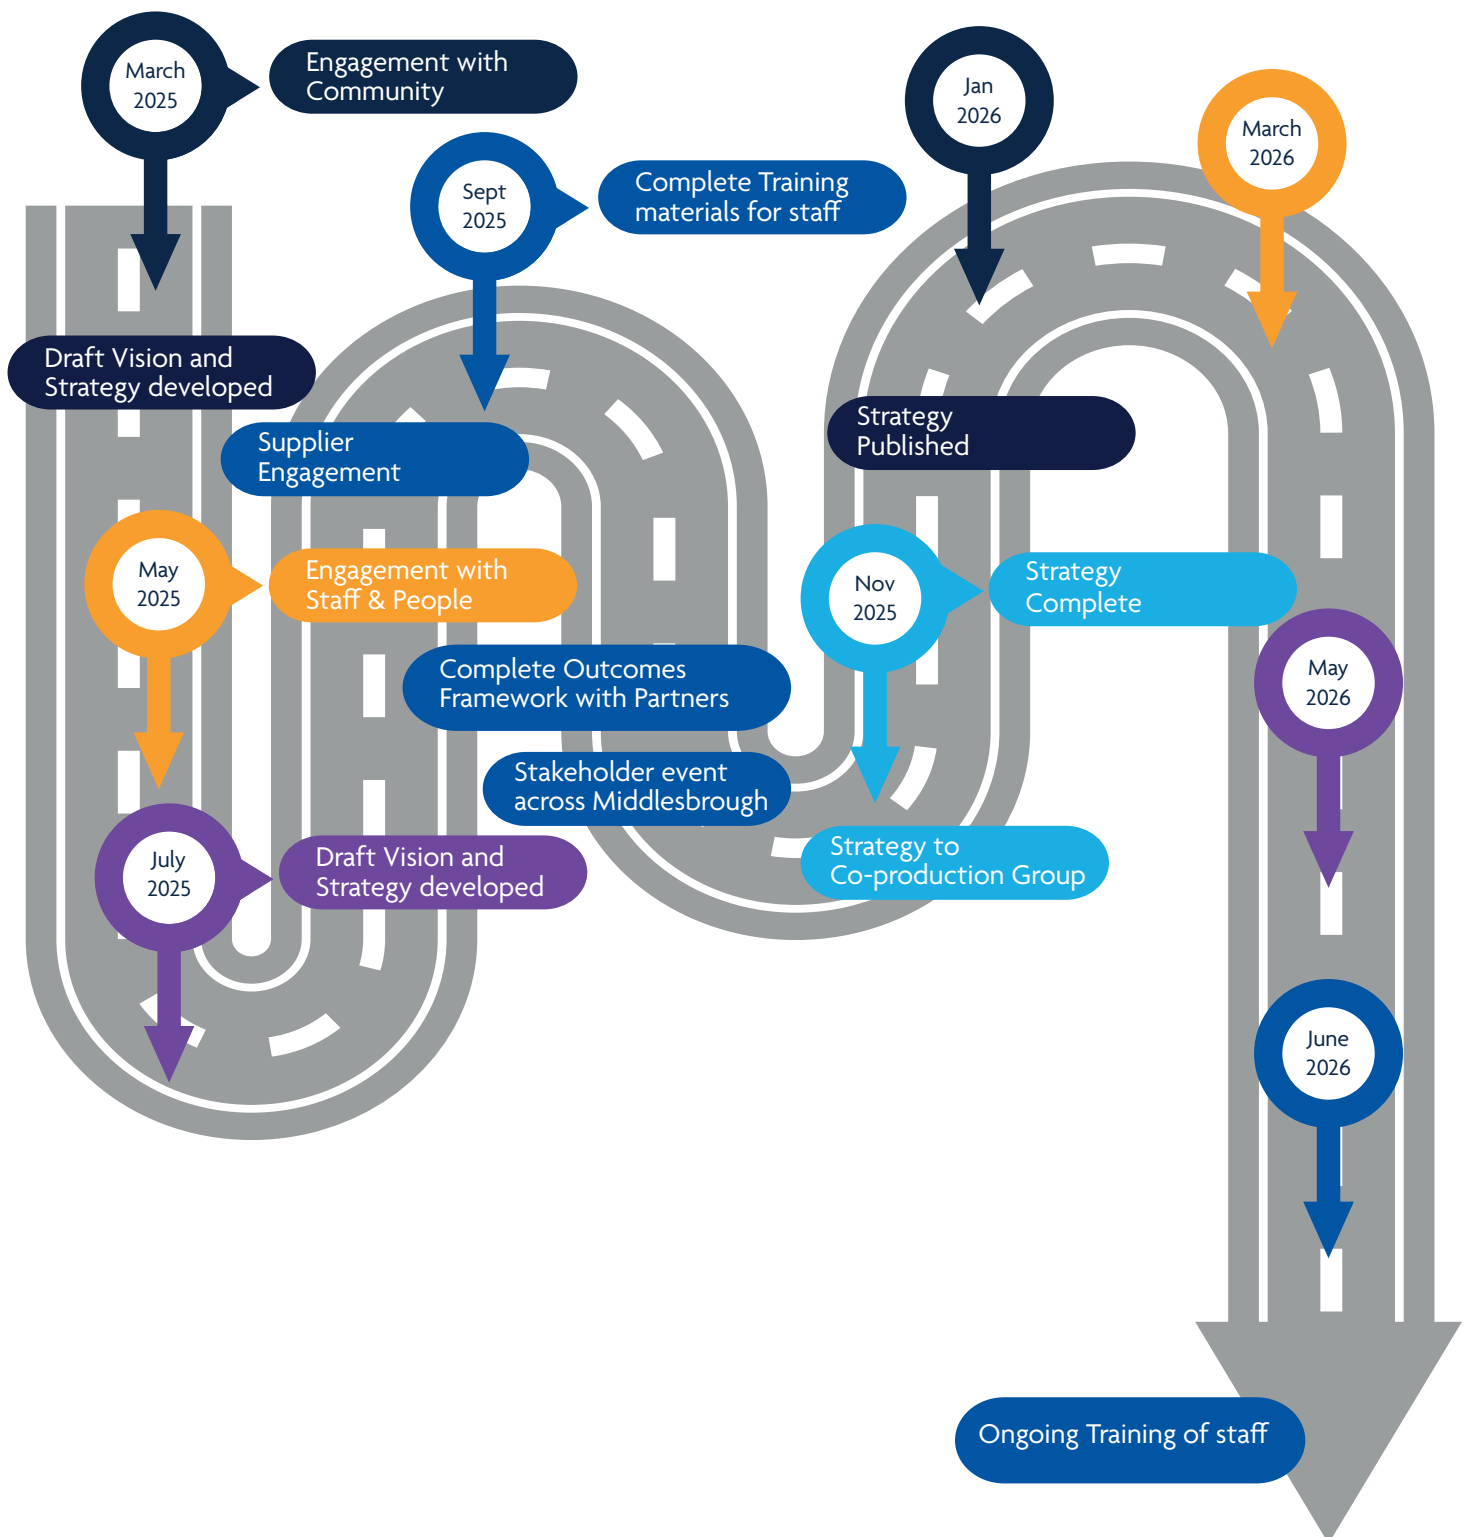 March
2025
Engagement with
Community
Draft Vision and
Strategy developed
May
2025
Engagement with
Staff & People
July
2025
Draft Vision and
Strategy developed
Sept
2025
Complete Training
materials for staff
Supplier
Engagement
Complete Outcomes
Framework with Partners
Stakeholder event
across Middlesbrough
Nov
2025
Strategy
Complete
Strategy to
Co-production Group
Jan
2026
Strategy
Published
March
2026
May
2026
June
2026
Ongoing Training of staff